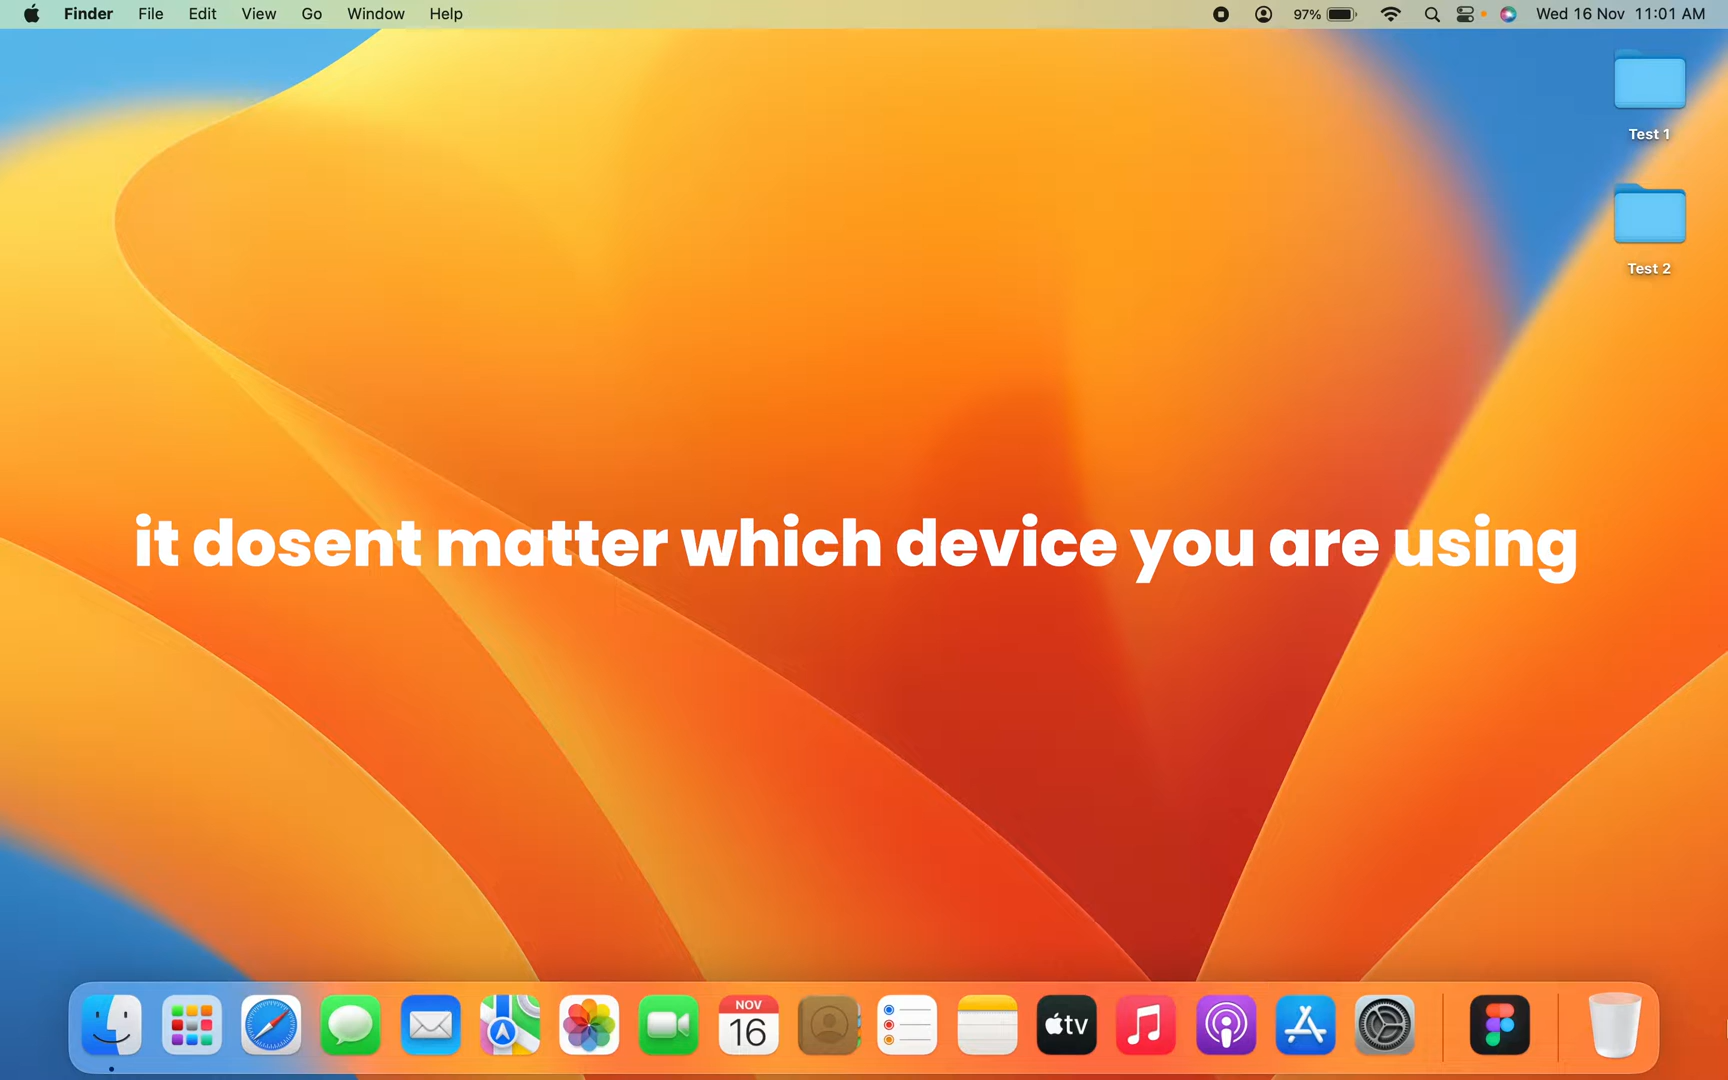 Finder File Edit View Go Window Help 97% Wed 16 Nov 11:01 AM
Test 1
Test 2
it dosent matter which device you are using
NOV
16
tv